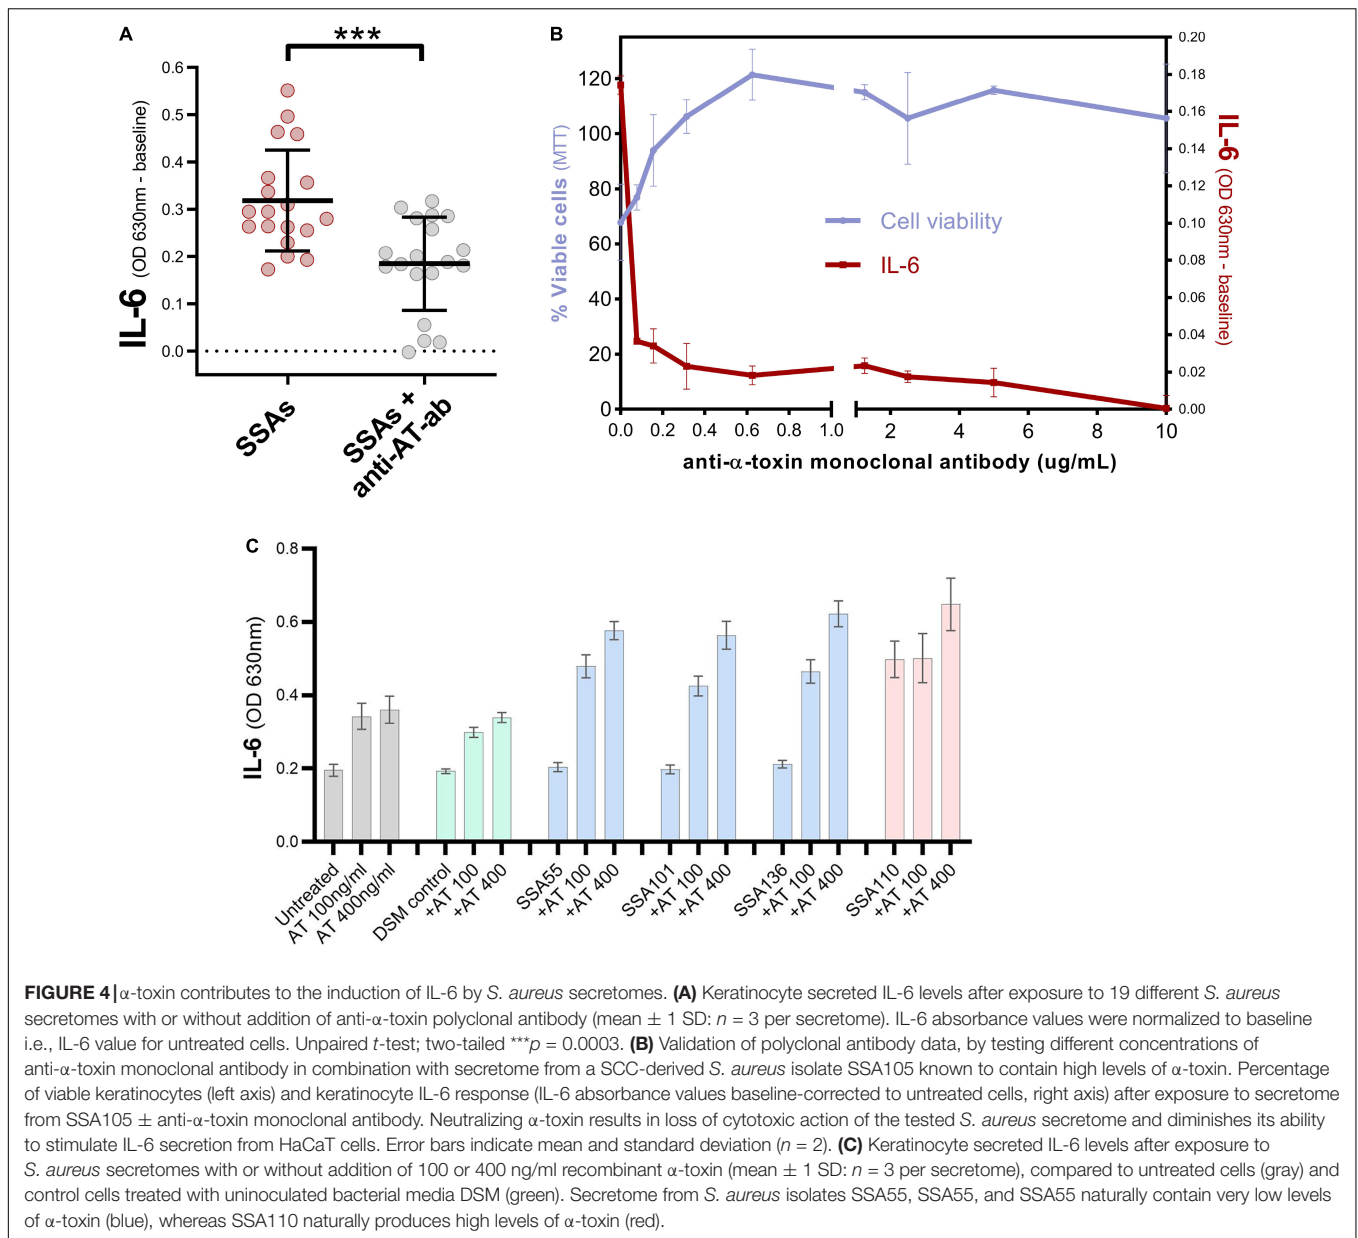 A
***
0.6
0.5
0.4
0.3
0.2
0.1
0.0
IL-6 (OD 630nm - baseline)
SSAs
SSAs +
anti-AT-ab
B
120
100
80
60
40
20
0
% Viable cells (MTT)
0.20
0.18
0.16
0.14
0.12
0.10
0.08
0.06
0.04
0.02
0.00
IL-6 (OD 630nm - baseline)
Cell viability
IL-6
0.0 0.2 0.4 0.6 0.8 1.0 2 4 6 8 10
anti-α-toxin monoclonal antibody (ug/mL)
C
0.8
0.6
0.4
0.2
0.0
IL-6 (OD 630nm)
Untreated
AT 100ng/ml
AT 400ng/ml
DSM control
+AT 100
+AT 400
SSA55
+AT 100
+AT 400
SSA101
+AT 100
+AT 400
SSA136
+AT 100
+AT 400
SSA110
+AT 100
+AT 400
FIGURE 4 | α-toxin contributes to the induction of IL-6 by S. aureus secretomes. (A) Keratinocyte secreted IL-6 levels after exposure to 19 different S. aureus
secretomes with or without addition of anti-α-toxin polyclonal antibody (mean ± 1 SD: n = 3 per secretome). IL-6 absorbance values were normalized to baseline
i.e., IL-6 value for untreated cells. Unpaired t-test; two-tailed ***p = 0.0003. (B) Validation of polyclonal antibody data, by testing different concentrations of
anti-α-toxin monoclonal antibody in combination with secretome from a SCC-derived S. aureus isolate SSA105 known to contain high levels of α-toxin. Percentage
of viable keratinocytes (left axis) and keratinocyte IL-6 response (IL-6 absorbance values baseline-corrected to untreated cells, right axis) after exposure to secretome
from SSA105 ± anti-α-toxin monoclonal antibody. Neutralizing α-toxin results in loss of cytotoxic action of the tested S. aureus secretome and diminishes its ability
to stimulate IL-6 secretion from HaCaT cells. Error bars indicate mean and standard deviation (n = 2). (C) Keratinocyte secreted IL-6 levels after exposure to
S. aureus secretomes with or without addition of 100 or 400 ng/ml recombinant α-toxin (mean ± 1 SD: n = 3 per secretome), compared to untreated cells (gray) and
control cells treated with uninoculated bacterial media DSM (green). Secretome from S. aureus isolates SSA55, SSA55, and SSA55 naturally contain very low levels
of α-toxin (blue), whereas SSA110 naturally produces high levels of α-toxin (red).